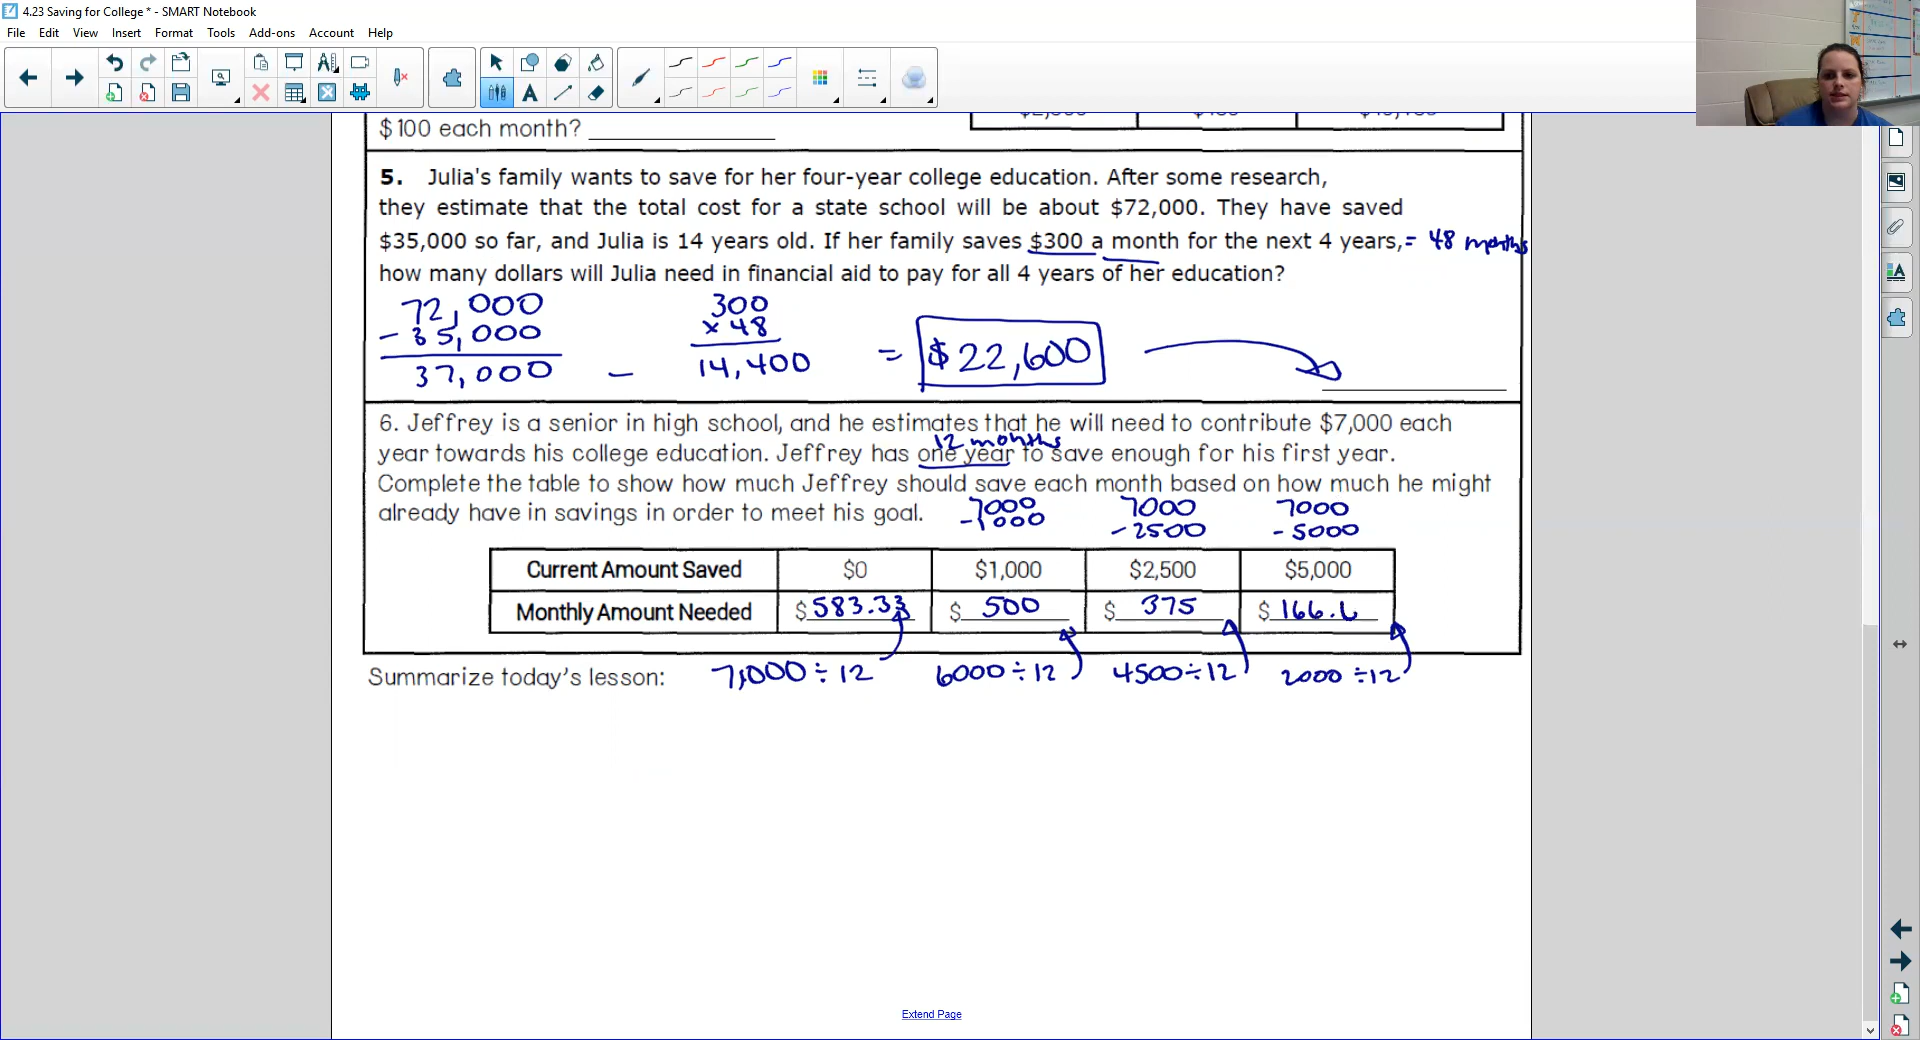 4.23 Saving for College * - SMART Notebook
File Edit View Insert Format Tools Add-ons Account Help
$100 each month?
5. Julia's family wants to save for her four-year college education. After some research,
they estimate that the total cost for a state school will be about $72,000. They have saved
$35,000 so far, and Julia is 14 years old. If her family saves $300 a month for the next 4 years, = 48 months
how many dollars will Julia need in financial aid to pay for all 4 years of her education?
72,000 300
- 35,000 x 48
37,000 - 14,400 = $22,600
6. Jeffrey is a senior in high school, and he estimates that he will need to contribute $7,000 each
12 months
year towards his college education. Jeffrey has one year to save enough for his first year.
Complete the table to show how much Jeffrey should save each month based on how much he might
already have in savings in order to meet his goal.
7000 7000 7000
-1000 -2500 -5000
Current Amount Saved $0 $1,000 $2,500 $5,000
Monthly Amount Needed $ 583.33 $ 500 $ 375 $ 166.6
Summarize today's lesson: 7,000 ÷ 12 6000 ÷ 12 4500 ÷ 12 2000 ÷ 12
Extend Page